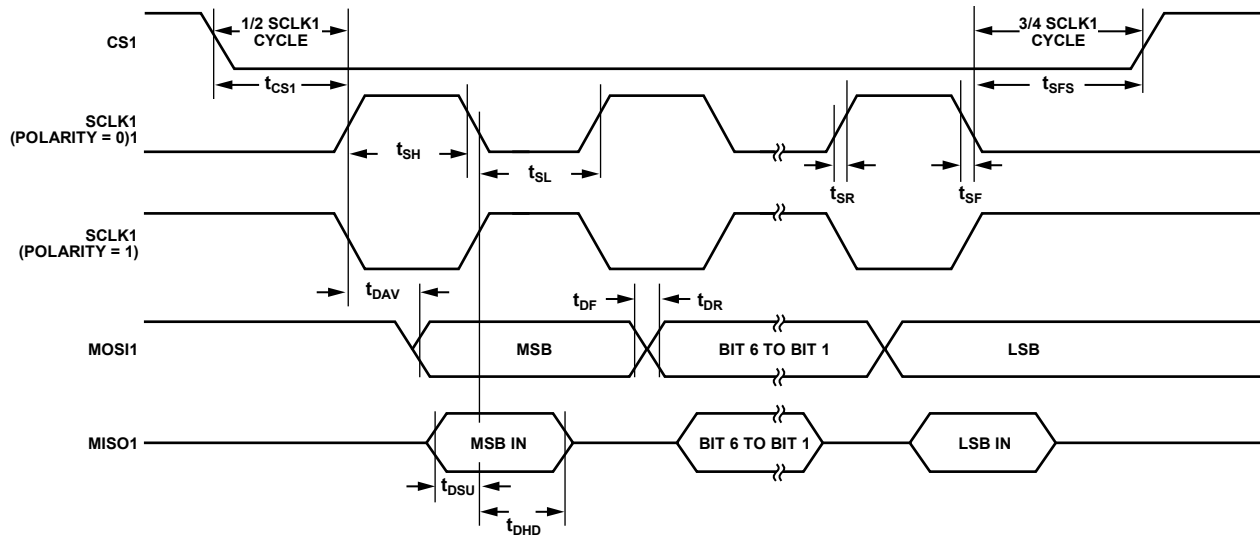 1/2 SCLK1
CYCLE
3/4 SCLK1
CYCLE
CS1
tCS1
tSFS
SCLK1
(POLARITY = 0)1
tSH
tSL
tSR
tSF
SCLK1
(POLARITY = 1)
tDAV
tDF
tDR
MOSI1
MSB
BIT 6 TO BIT 1
LSB
MISO1
MSB IN
BIT 6 TO BIT 1
LSB IN
tDSU
tDHD